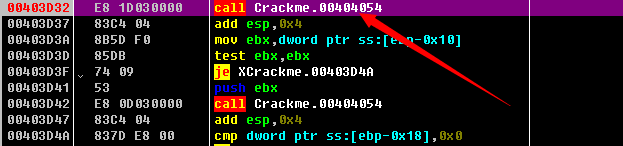 00403D32 E8 1D030000 call Crackme.00404054
00403D37 83C4 04 add esp,0x4
00403D3A 8B5D F0 mov ebx,dword ptr ss:[ebp-0x10]
00403D3D 85DB test ebx,ebx
00403D3F 74 09 je XCrackme.00403D4A
00403D41 53 push ebx
00403D42 E8 0D030000 call Crackme.00404054
00403D47 83C4 04 add esp,0x4
00403D4A 837D E8 00 cmp dword ptr ss:[ebp-0x18],0x0